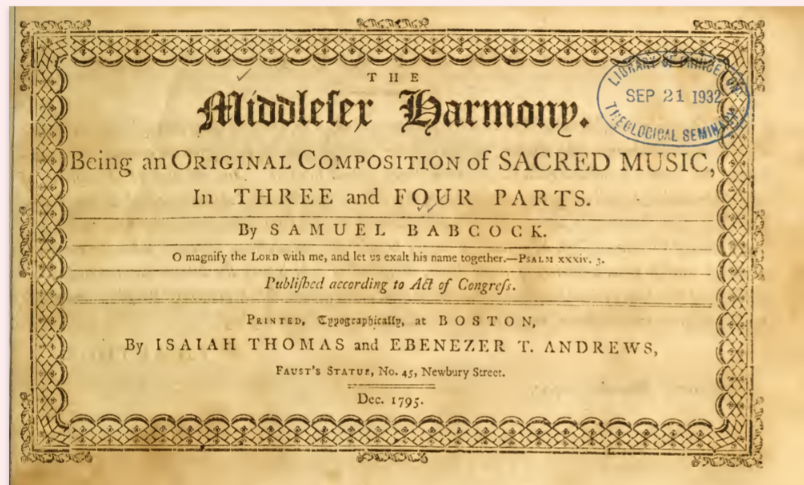 THE
Middleſex Harmony.
Being an ORIGINAL COMPOSITION of SACRED MUSIC,
In THREE and FOUR PARTS.
By SAMUEL BABCOCK.
O magnify the LORD with me, and let us exalt his name together.—PSALM xxxiv. 3.
Publiſhed according to Act of Congreſs.
PRINTED, Typographically, at BOSTON,
By ISAIAH THOMAS and EBENEZER T. ANDREWS,
FAUST'S STATUE, No. 45, Newbury Street.
Dec. 1795.
LIBRARY OF PRINCETON
SEP 21 1932
THEOLOGICAL SEMINARY